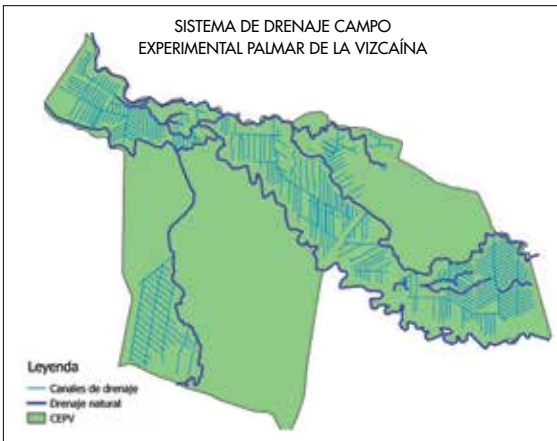 SISTEMA DE DRENAJE CAMPO
EXPERIMENTAL PALMAR DE LA VIZCAÍNA
Leyenda
Canales de drenaje
Drenaje natural
CEPV